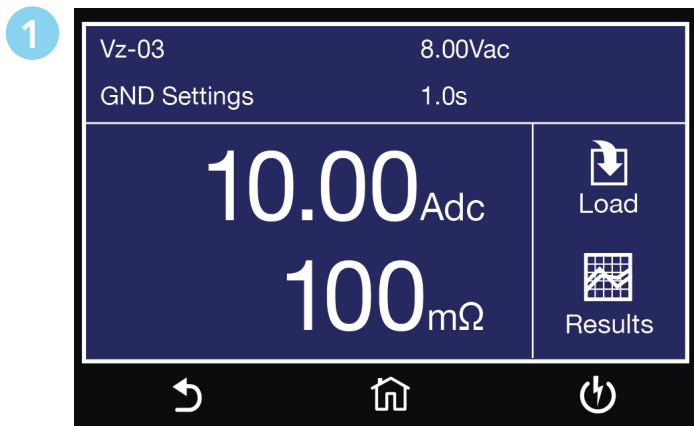 1
Vz-03 8.00Vac
GND Settings 1.0s
10.00Adc
100mΩ
Load
Results